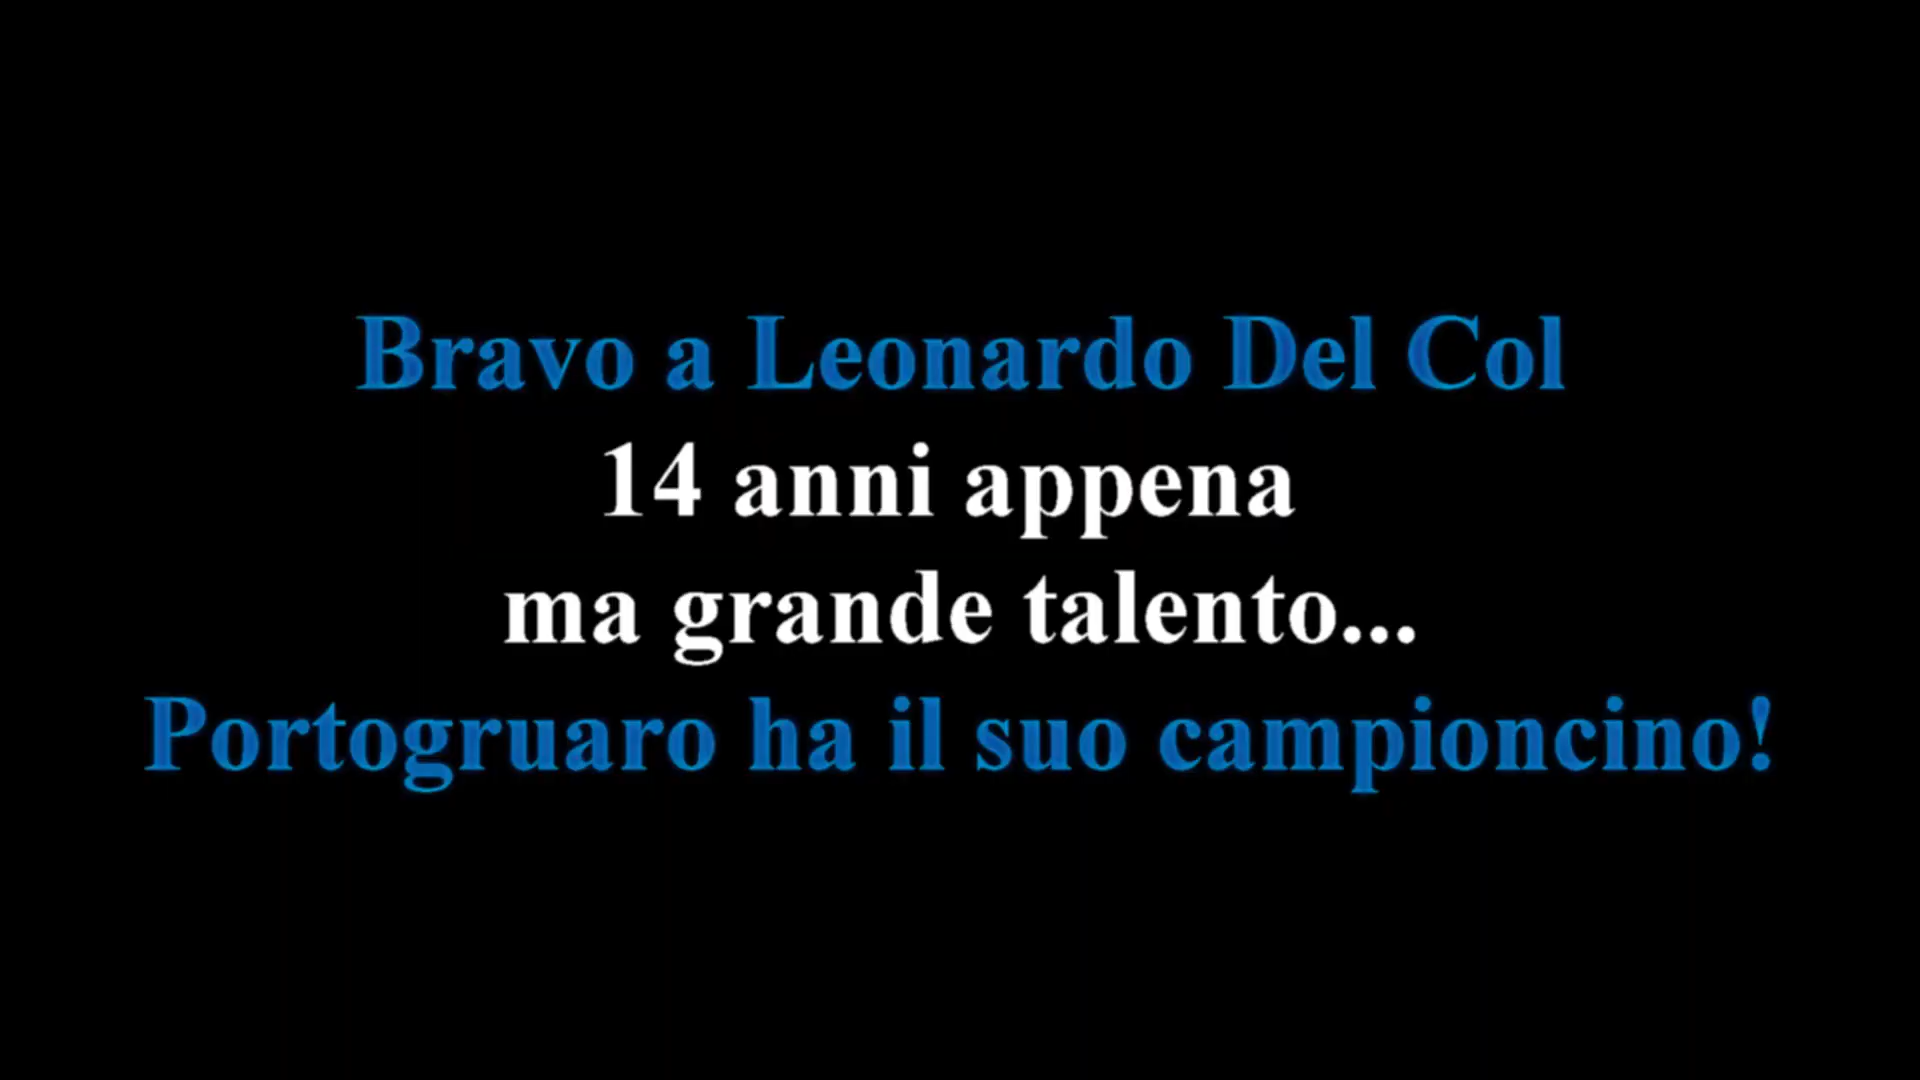 Bravo a Leonardo Del Col
14 anni appena
ma grande talento...
Portogruaro ha il suo campioncino!